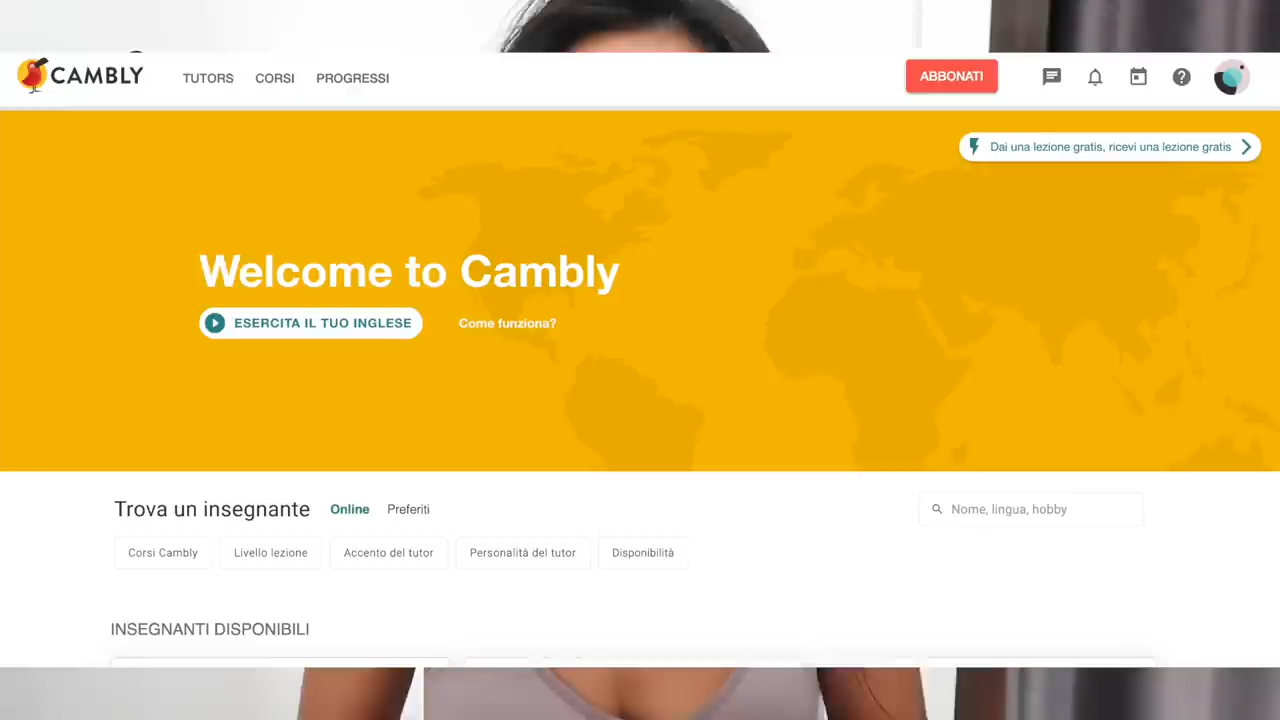 CAMBLY
TUTORS CORSI PROGRESSI ABBONATI
Dai una lezione gratis, ricevi una lezione gratis
Welcome to Cambly
ESERCITA IL TUO INGLESE Come funziona?
Trova un insegnante Online Preferiti Nome, lingua, hobby
Corsi Cambly Livello lezione Accento del tutor Personalità del tutor Disponibilità
INSEGNANTI DISPONIBILI